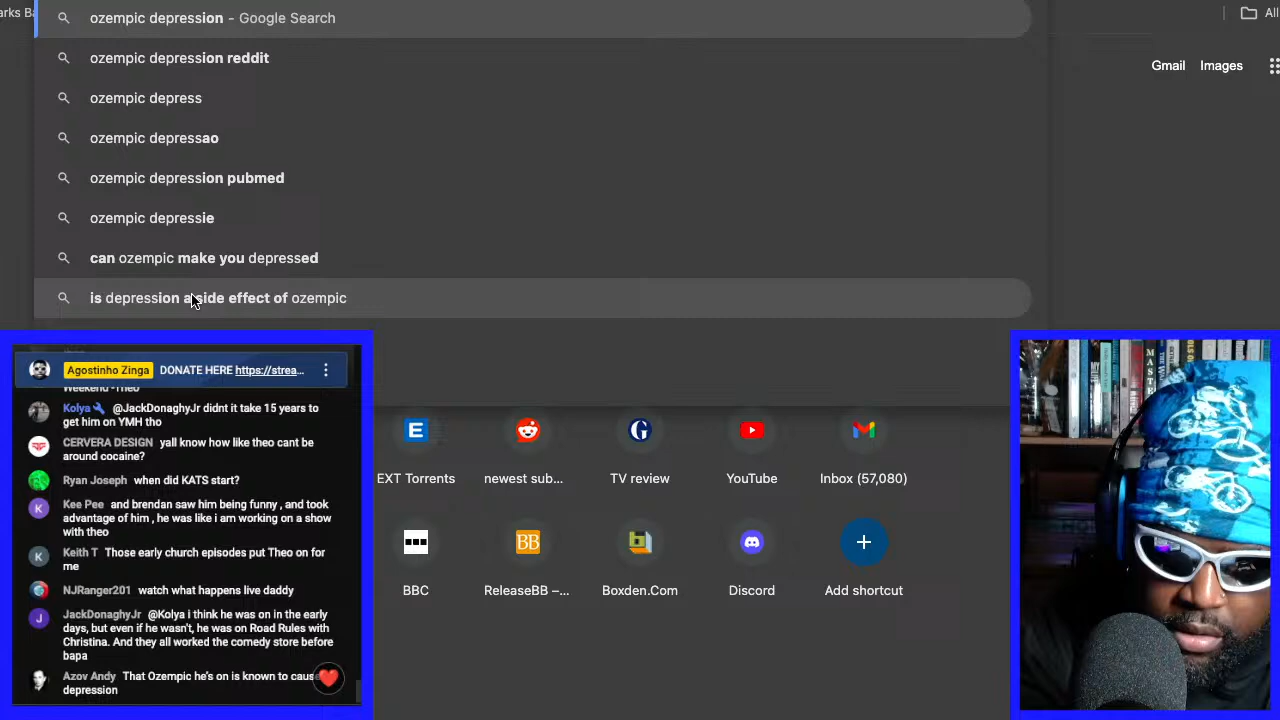 arks Ba
All
ozempic depression - Google Search
ozempic depression reddit
Gmail Images
ozempic depress
ozempic depressao
ozempic depression pubmed
ozempic depressie
can ozempic make you depressed
is depression a side effect of ozempic
Agostinho Zinga DONATE HERE https://strea...
Weekend -Theo
Kolya @JackDonaghyJr didnt it take 15 years to
get him on YMH tho
CERVERA DESIGN yall know how like theo cant be
around cocaine?
Ryan Joseph when did KATS start?
Kee Pee and brendan saw him being funny , and took
advantage of him , he was like i am working on a show
with theo
Keith T Those early church episodes put Theo on for
me
NJRanger201 watch what happens live daddy
JackDonaghyJr @Kolya i think he was on in the early
days, but even if he wasn't, he was on Road Rules with
Christina. And they all worked the comedy store before
bapa
Azov Andy That Ozempic he's on is known to cause
depression
EXT Torrents
newest sub...
TV review
YouTube
Inbox (57,080)
BBC
ReleaseBB –...
Boxden.Com
Discord
Add shortcut